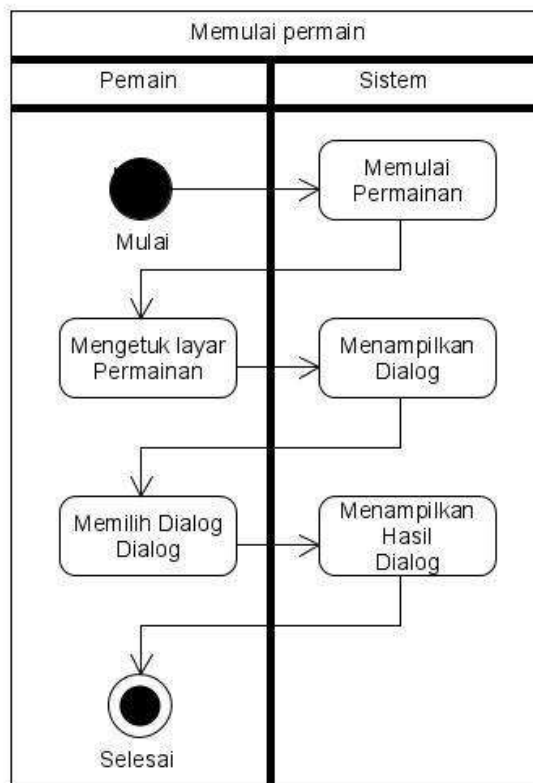 Memulai permain
Pemain
Sistem
Memulai
Permainan
Mulai
Mengetuk layar
Permainan
Menampilkan
Dialog
Memilih Dialog
Dialog
Menampilkan
Hasil
Dialog
Selesai